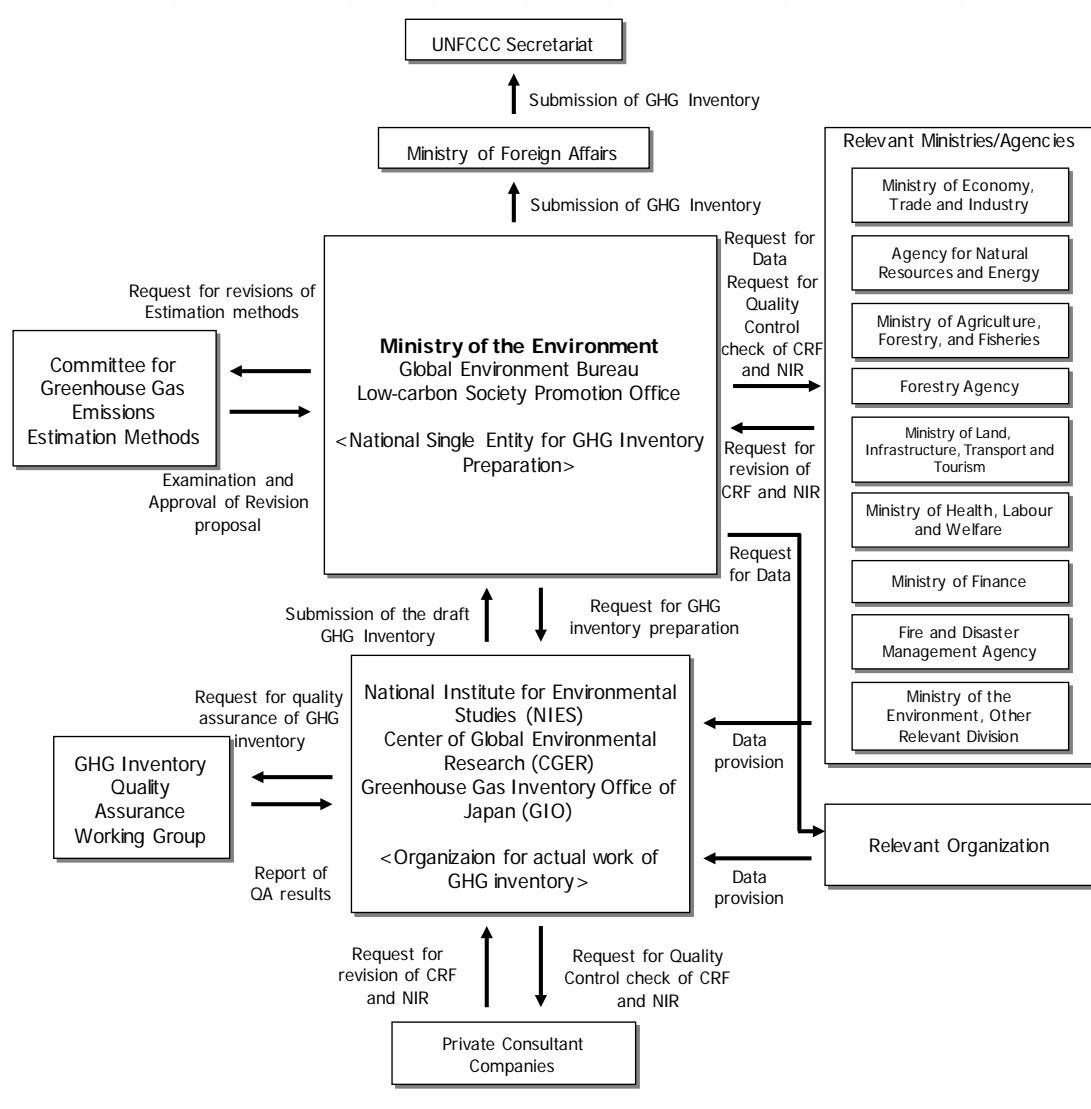 UNFCCC Secretariat
Submission of GHG Inventory
Ministry of Foreign Affairs
Submission of GHG Inventory
Relevant Ministries/Agencies
Ministry of Economy,
Trade and Industry
Agency for Natural
Resources and Energy
Ministry of Agriculture,
Forestry, and Fisheries
Forestry Agency
Ministry of Land,
Infrastructure, Transport and
Tourism
Ministry of Health, Labour
and Welfare
Ministry of Finance
Fire and Disaster
Management Agency
Ministry of the
Environment, Other
Relevant Division
Request for
Data
Request for
Quality
Control
check of CRF
and NIR
Request for
revision of
CRF and NIR
Request for revisions of
Estimation methods
Committee for
Greenhouse Gas
Emissions
Estimation Methods
Examination and
Approval of Revision
proposal
Ministry of the Environment
Global Environment Bureau
Low-carbon Society Promotion Office
<National Single Entity for GHG Inventory
Preparation>
Request
for Data
Submission of the draft
GHG Inventory
Request for GHG
inventory preparation
Request for quality
assurance of GHG
inventory
GHG Inventory
Quality
Assurance
Working Group
Report of
QA results
National Institute for Environmental
Studies (NIES)
Center of Global Environmental
Research (CGER)
Greenhouse Gas Inventory Office of
Japan (GIO)
<Organizaion for actual work of
GHG inventory>
Data
provision
Relevant Organization
Data
provision
Request for
revision of CRF
and NIR
Request for Quality
Control check of CRF
and NIR
Private Consultant
Companies